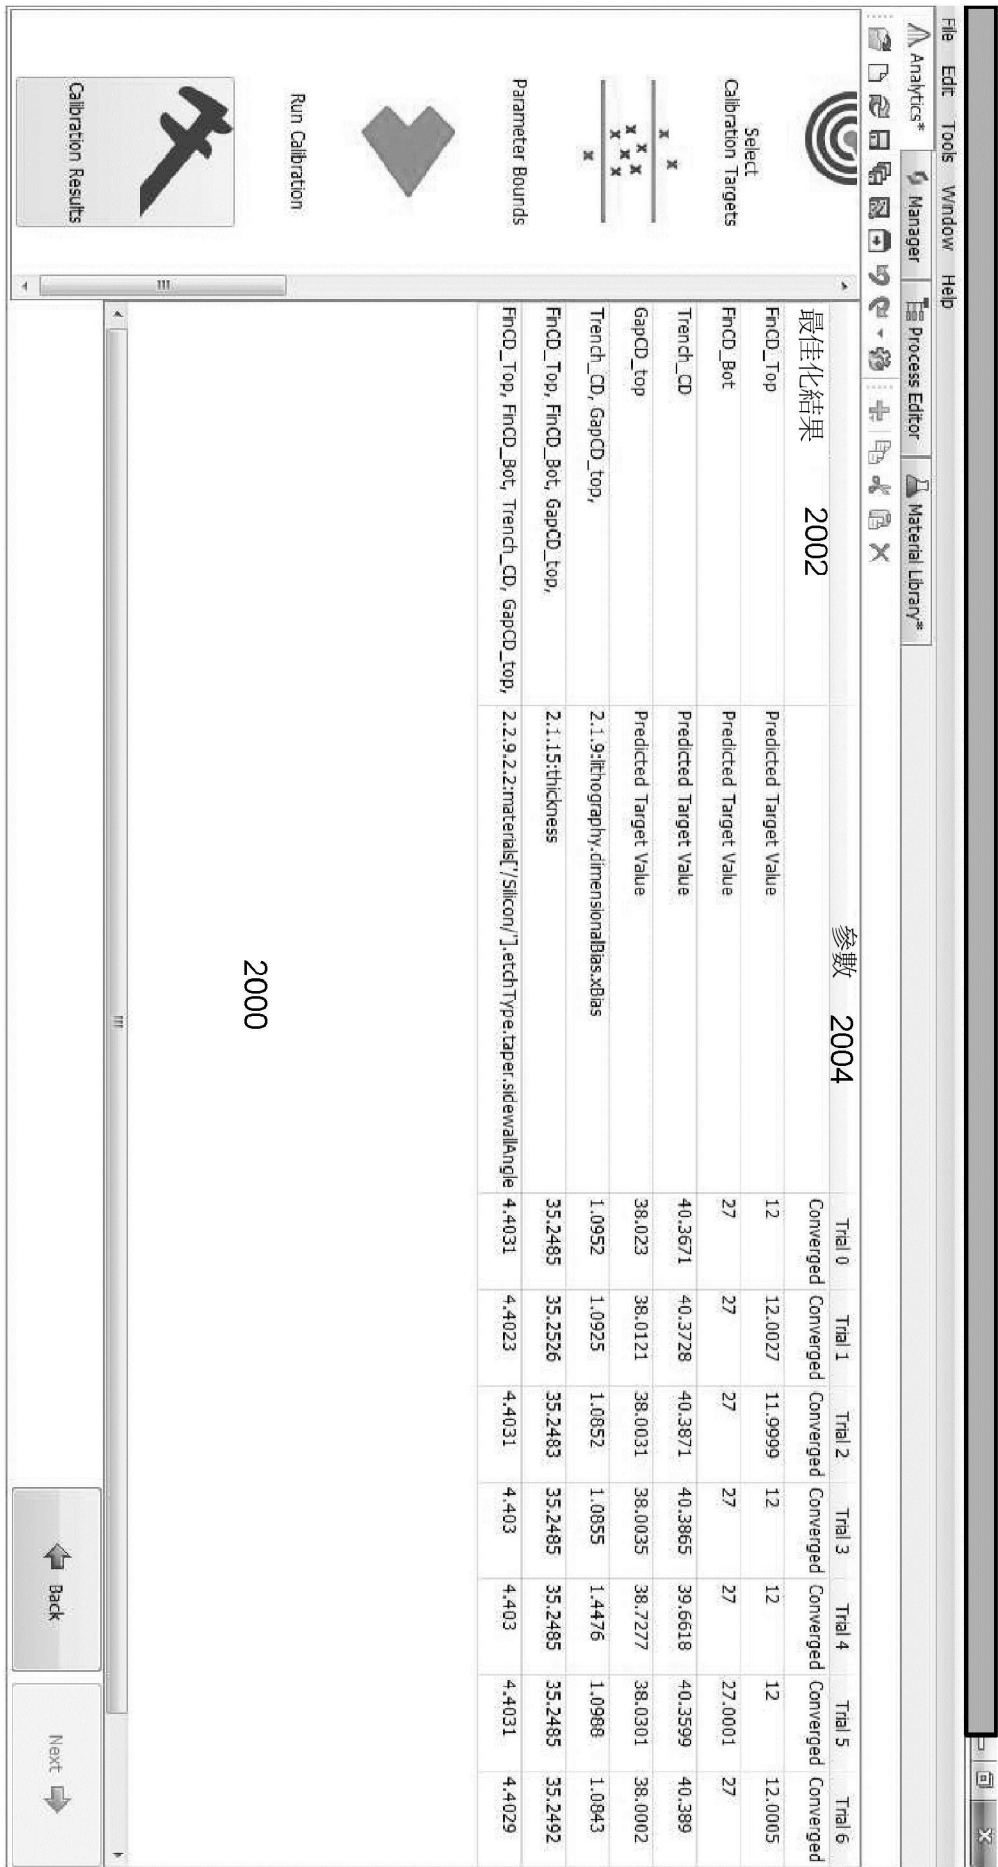 File Edit Tools Window Help
Analytics* Manager Process Editor Material Library*
Select
Calibration Targets
Parameter Bounds
Run Calibration
Calibration Results
參數 2004 Trial 0 Trial 1 Trial 2 Trial 3 Trial 4 Trial 5 Trial 6
最佳化結果 2002 Converged Converged Converged Converged Converged Converged Converged
FinCD_Top Predicted Target Value 12 12.0027 11.9999 12 12 12 12.0005
FinCD_Bot Predicted Target Value 27 27 27 27 27 27.0001 27
Trench_CD Predicted Target Value 40.3671 40.3728 40.3871 40.3865 39.6618 40.3599 40.389
GapCD_top Predicted Target Value 38.023 38.0121 38.0031 38.0035 38.7277 38.0301 38.0002
Trench_CD, GapCD_top, 2.1.9:lithography.dimensionalBias.xBias 1.0952 1.0925 1.0852 1.0855 1.4476 1.0988 1.0843
FinCD_Top, FinCD_Bot, GapCD_top, 2.1.15:thickness 35.2485 35.2526 35.2483 35.2485 35.2485 35.2485 35.2492
FinCD_Top, FinCD_Bot, Trench_CD, GapCD_top, 2.2.9.2.2:materials['/Silicon/'].etchType.taper.sidewallAngle 4.4031 4.4023 4.4031 4.403 4.403 4.4031 4.4029
2000
Back Next